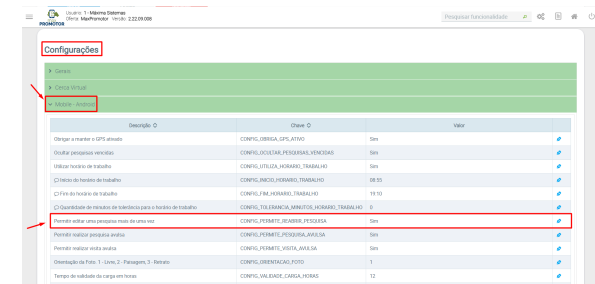 Usuário: 1 - Máxima Sistemas
Oferta: MaxPromotor Versão: 2.22.09.008
PROMOTOR
Pesquisar funcionalidade
Configurações
Gerais
Cerca Virtual
Mobile - Android
Descrição Chave Valor
Obrigar a manter o GPS ativado CONFIG_OBRIGA_GPS_ATIVO Sim
Ocultar pesquisas vencidas CONFIG_OCULTAR_PESQUISAS_VENCIDAS Sim
Utilizar horário de trabalho CONFIG_UTILIZA_HORARIO_TRABALHO Sim
Início do horário de trabalho CONFIG_INICIO_HORARIO_TRABALHO 08:55
Fim do horário de trabalho CONFIG_FIM_HORARIO_TRABALHO 19:10
Quantidade de minutos de tolerância para o horário de trabalho CONFIG_TOLERANCIA_MINUTOS_HORARIO_TRABALHO 0
Permitir editar uma pesquisa mais de uma vez CONFIG_PERMITE_REABRIR_PESQUISA Sim
Permitir realizar pesquisa avulsa CONFIG_PERMITE_PESQUISA_AVULSA Sim
Permitir realizar visita avulsa CONFIG_PERMITE_VISITA_AVULSA Sim
Orientação da Foto. 1 - Livre, 2 - Paisagem, 3 - Retrato CONFIG_ORIENTACAO_FOTO 1
Tempo de validade da carga em horas CONFIG_VALIDADE_CARGA_HORAS 12